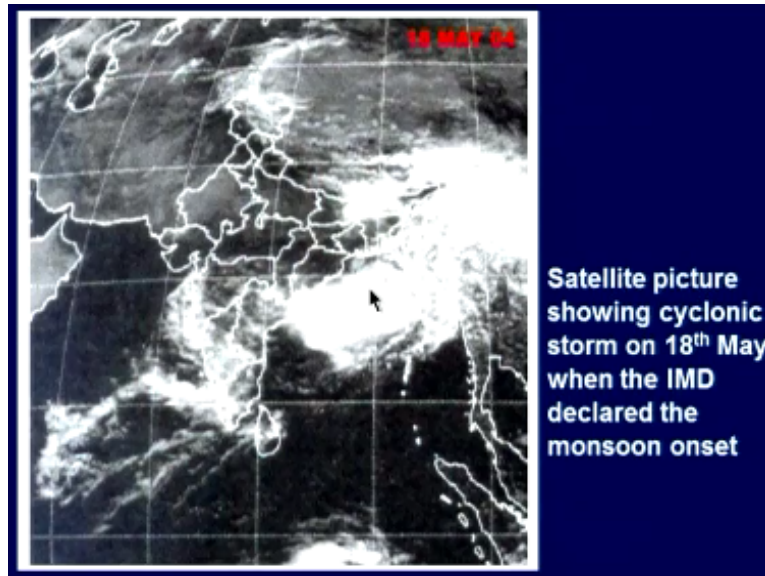 18 MAY 04
Satellite picture
showing cyclonic
storm on 18th May
when the IMD
declared the
monsoon onset